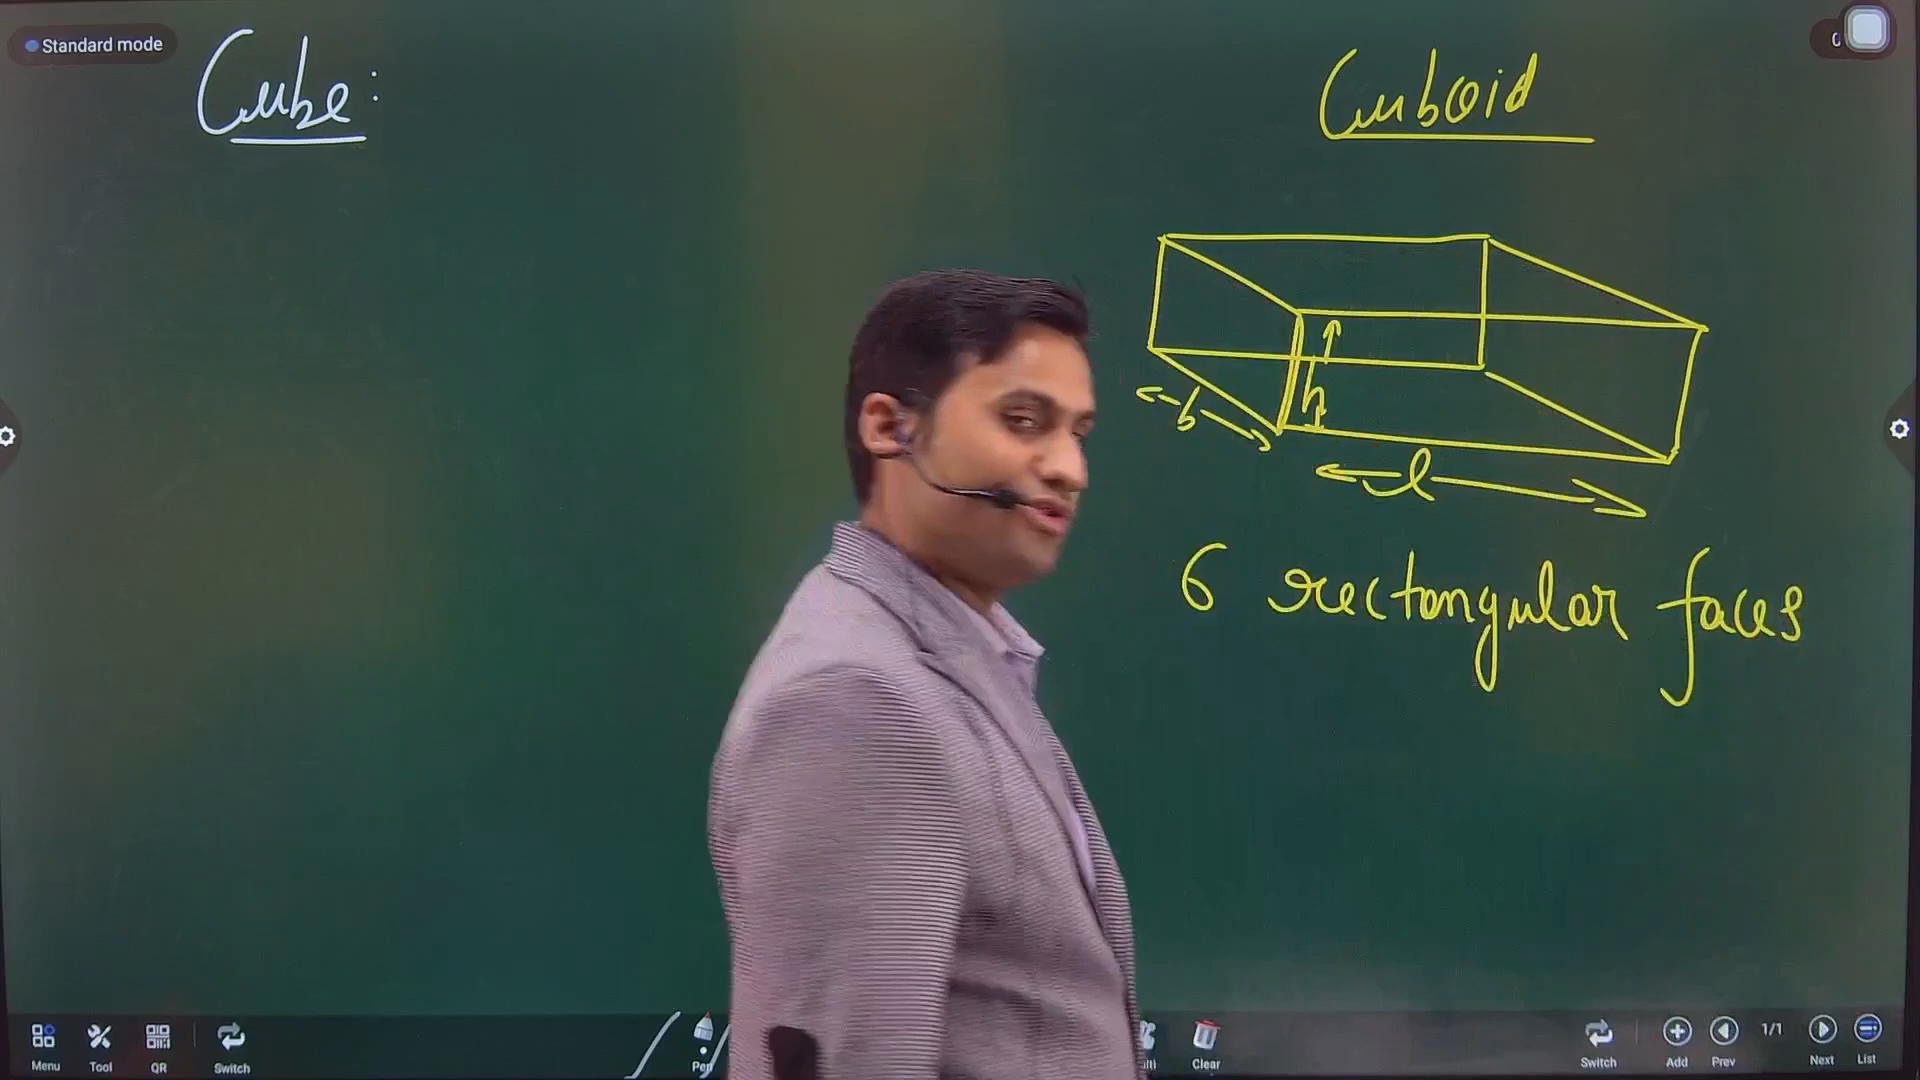 Standard mode
Cube:
Cuboid
b
h
l
6 rectangular faces
Menu Tool QR Switch Pen Clear Switch Add Prev 1/1 Next List